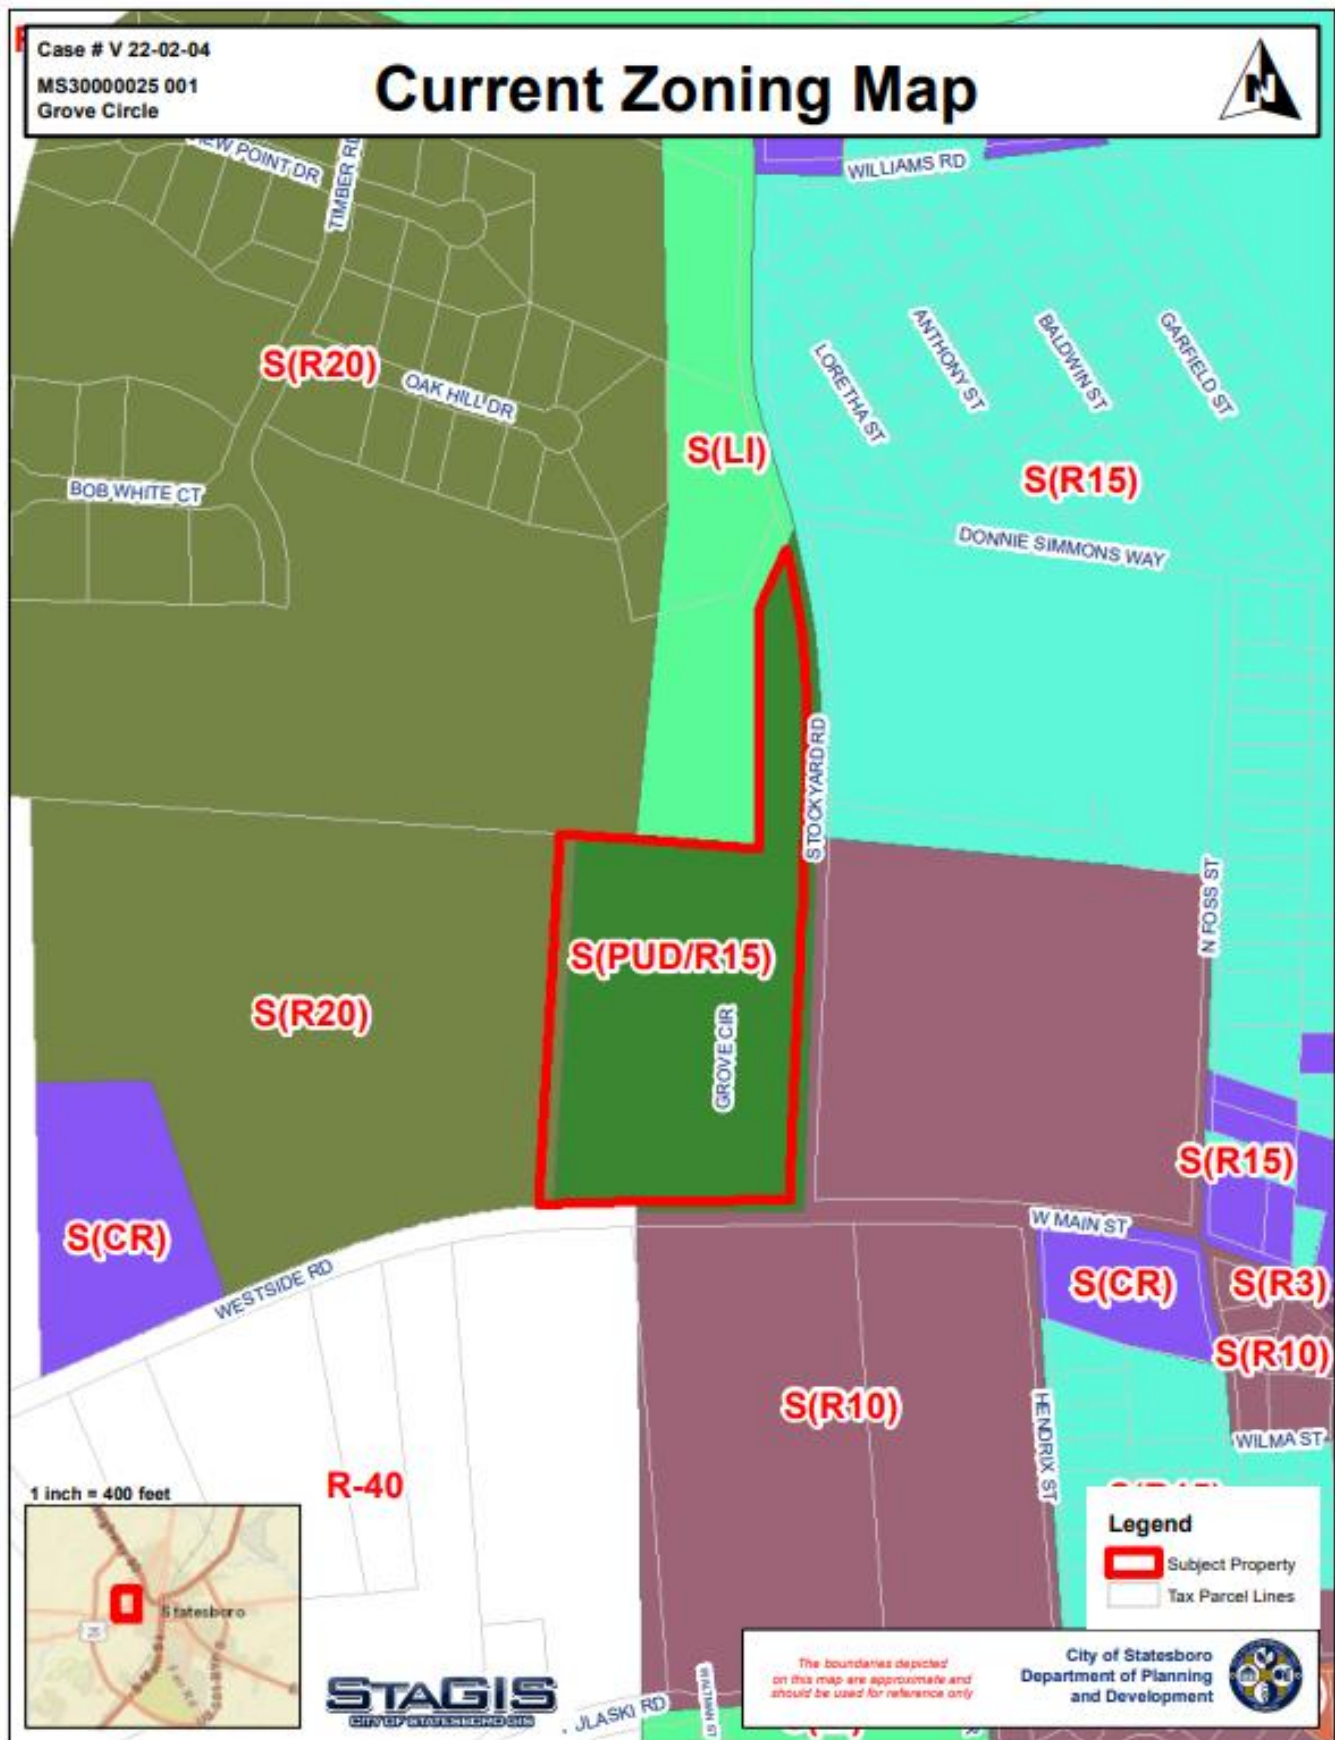 Case # V 22-02-04
MS30000025 001
Grove Circle
Current Zoning Map
N
TIMBER RD
WILLIAMS RD
POINT DR
S(R20)
OAK HILL DR
BOB WHITE CT
S(LI)
LORETHA ST
ANTHONY ST
BALDWIN ST
GARFIELD ST
S(R15)
DONNIE SIMMONS WAY
STOCKYARD RD
N FOSS ST
S(PUD/R15)
GROVE CIR
S(R20)
S(R15)
S(CR)
WESTSIDE RD
W MAIN ST
S(CR)
S(R3)
S(R10)
S(R10)
HENDRIX ST
WILMA ST
R-40
1 inch = 400 feet
Statesboro
Legend
Subject Property
Tax Parcel Lines
STAGIS
CITY OF STATESBORO GIS
JLASKI RD
The boundaries depicted
on this map are approximate and
should be used for reference only
City of Statesboro
Department of Planning
and Development